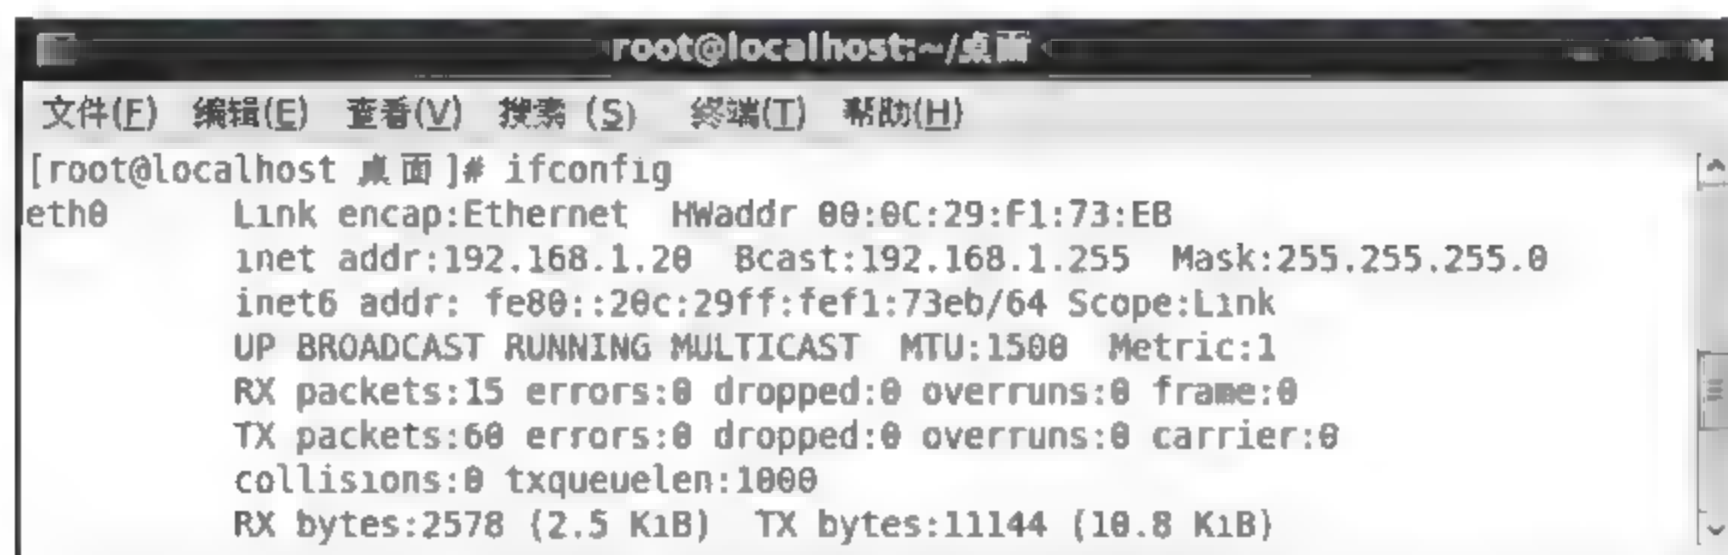 root@localhost:~/桌面
文件(F) 编辑(E) 查看(V) 搜索 (S) 终端(T) 帮助(H)
[root@localhost 桌面]# ifconfig
eth0 Link encap:Ethernet HWaddr 00:0C:29:F1:73:EB
inet addr:192.168.1.20 Bcast:192.168.1.255 Mask:255.255.255.0
inet6 addr: fe80::20c:29ff:fef1:73eb/64 Scope:Link
UP BROADCAST RUNNING MULTICAST MTU:1500 Metric:1
RX packets:15 errors:0 dropped:0 overruns:0 frame:0
TX packets:60 errors:0 dropped:0 overruns:0 carrier:0
collisions:0 txqueuelen:1000
RX bytes:2578 (2.5 KiB) TX bytes:11144 (10.8 KiB)